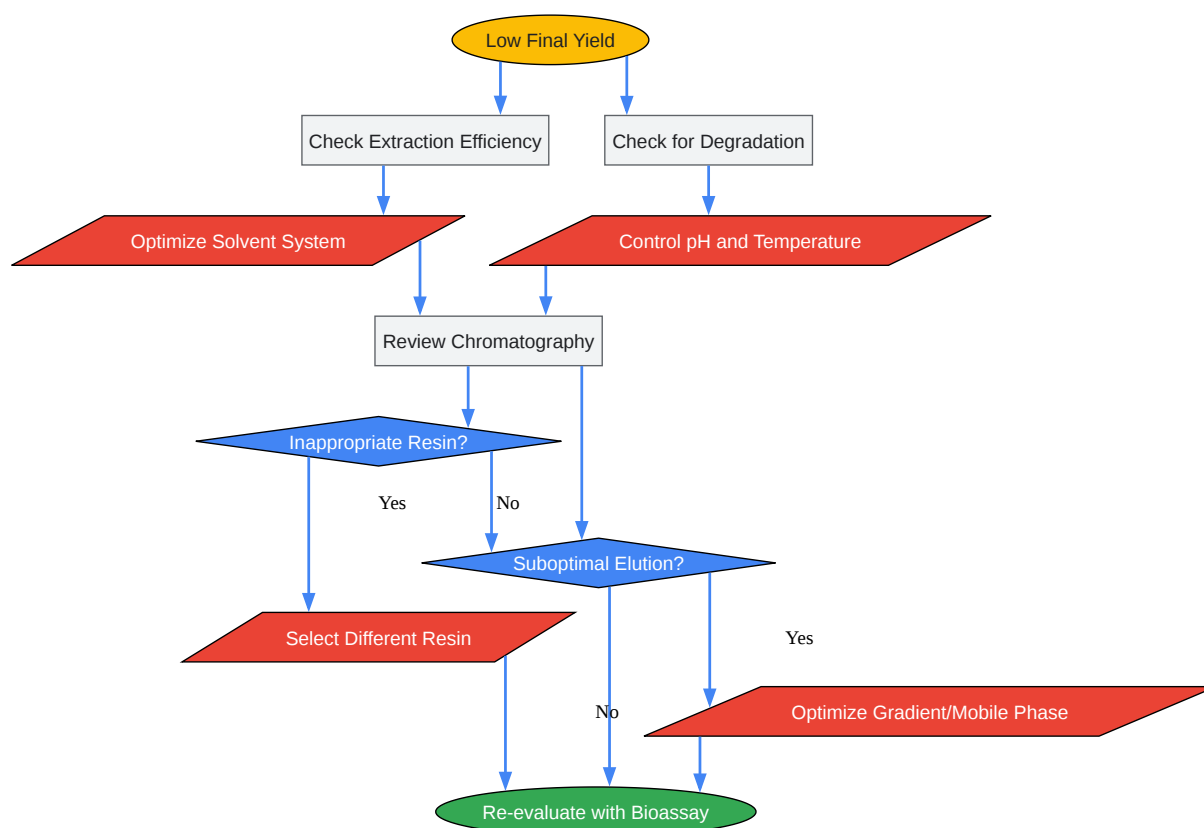 Low Final Yield
Check Extraction Efficiency
Check for Degradation
Optimize Solvent System
Control pH and Temperature
Review Chromatography
Inappropriate Resin?
Yes
No
Suboptimal Elution?
Select Different Resin
Yes
No
Optimize Gradient/Mobile Phase
Re-evaluate with Bioassay